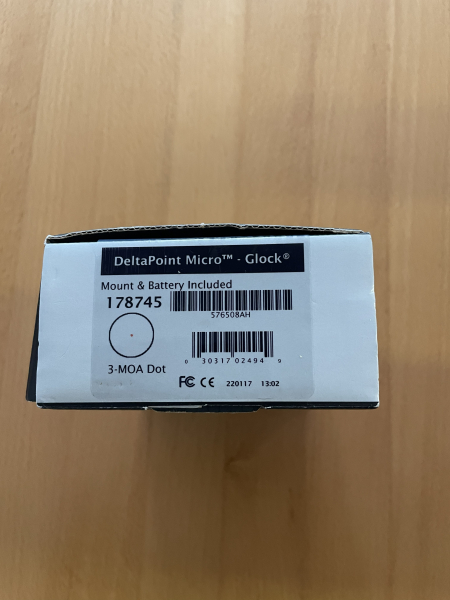 DeltaPoint Micro™ - Glock®
Mount & Battery Included
178745
576508AH
0 30317 02494 0
3-MOA Dot
FC CE 220117 13:02